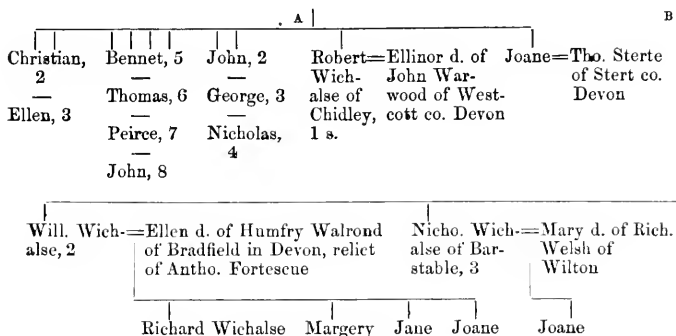 A B
Christian, 2 — Ellen, 3
Bennet, 5 — Thomas, 6 — Peirce, 7 — John, 8
John, 2 — George, 3 — Nicholas, 4
Robert Wich-
alse of
Chidley,
1 s.
=Ellinor d. of
John War-
wood of West-
cott co. Devon
Joane=Tho. Sterte
of Stert co.
Devon
Will. Wich-
alse, 2
=Ellen d. of Humfry Walrond
of Bradfield in Devon, relict
of Antho. Fortescue
Nicho. Wich-
alse of Bar-
stable, 3
=Mary d. of Rich.
Welsh of
Wilton
Richard Wichalse Margery Jane Joane Joane